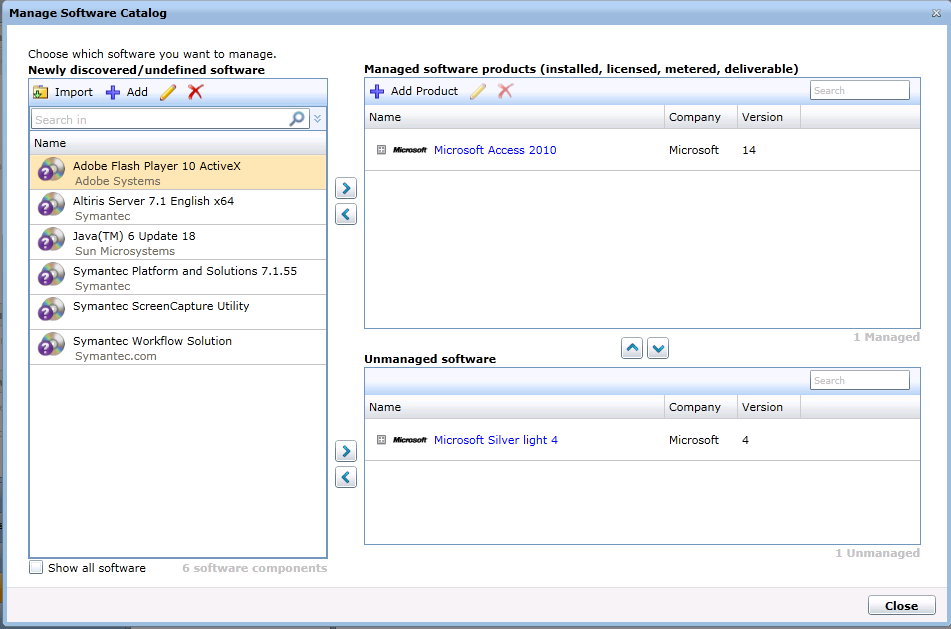 Manage Software Catalog
Choose which software you want to manage.
Newly discovered/undefined software
Import Add
Search in
Name
Adobe Flash Player 10 ActiveX
Adobe Systems
Altiris Server 7.1 English x64
Symantec
Java(TM) 6 Update 18
Sun Microsystems
Symantec Platform and Solutions 7.1.55
Symantec
Symantec ScreenCapture Utility
Symantec Workflow Solution
Symantec.com
Show all software 6 software components
Managed software products (installed, licensed, metered, deliverable)
Add Product Search
Name Company Version
Microsoft Microsoft Access 2010 Microsoft 14
1 Managed
Unmanaged software
Search
Name Company Version
Microsoft Microsoft Silver light 4 Microsoft 4
1 Unmanaged
Close